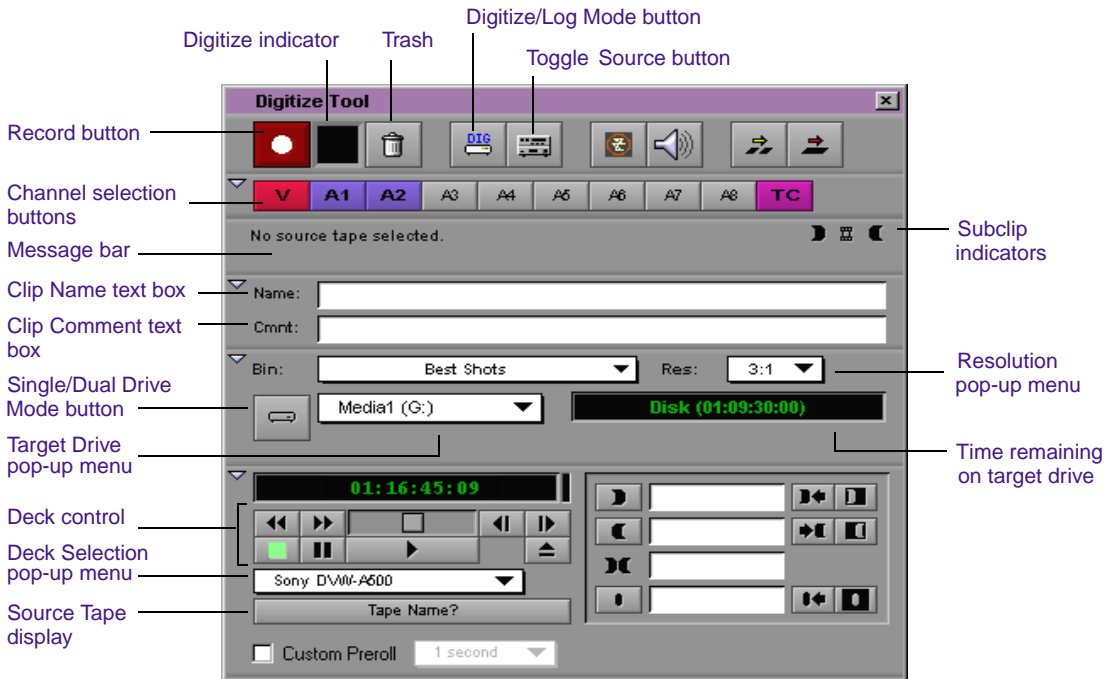 Digitize/Log Mode button
Digitize indicator
Trash
Toggle Source button
Digitize Tool
Record button
DIG
Channel selection
buttons
V A1 A2 A3 A4 A5 A6 A7 A8 TC
No source tape selected.
Message bar
Subclip
indicators
Clip Name text box
Name:
Clip Comment text
box
Cmnt:
Bin: Best Shots Res: 3:1
Resolution
pop-up menu
Single/Dual Drive
Mode button
Media1 (G:)
Disk (01:09:30:00)
Target Drive
pop-up menu
Time remaining
on target drive
01:16:45:09
Deck control
Deck Selection
pop-up menu
Sony DVW-A500
Source Tape
display
Tape Name?
Custom Preroll 1 second